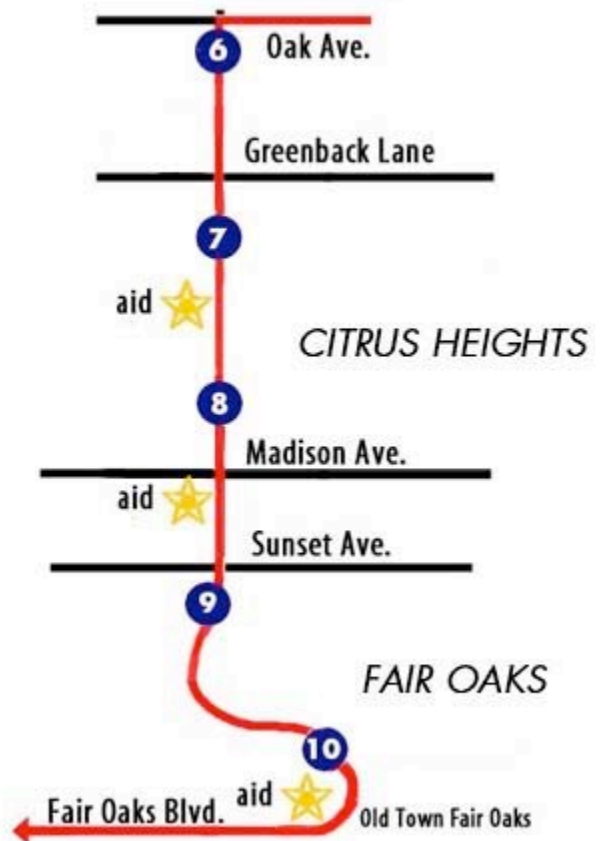 6
Oak Ave.
Greenback Lane
7
aid
CITRUS HEIGHTS
8
Madison Ave.
aid
Sunset Ave.
9
FAIR OAKS
10
aid
Fair Oaks Blvd.
Old Town Fair Oaks